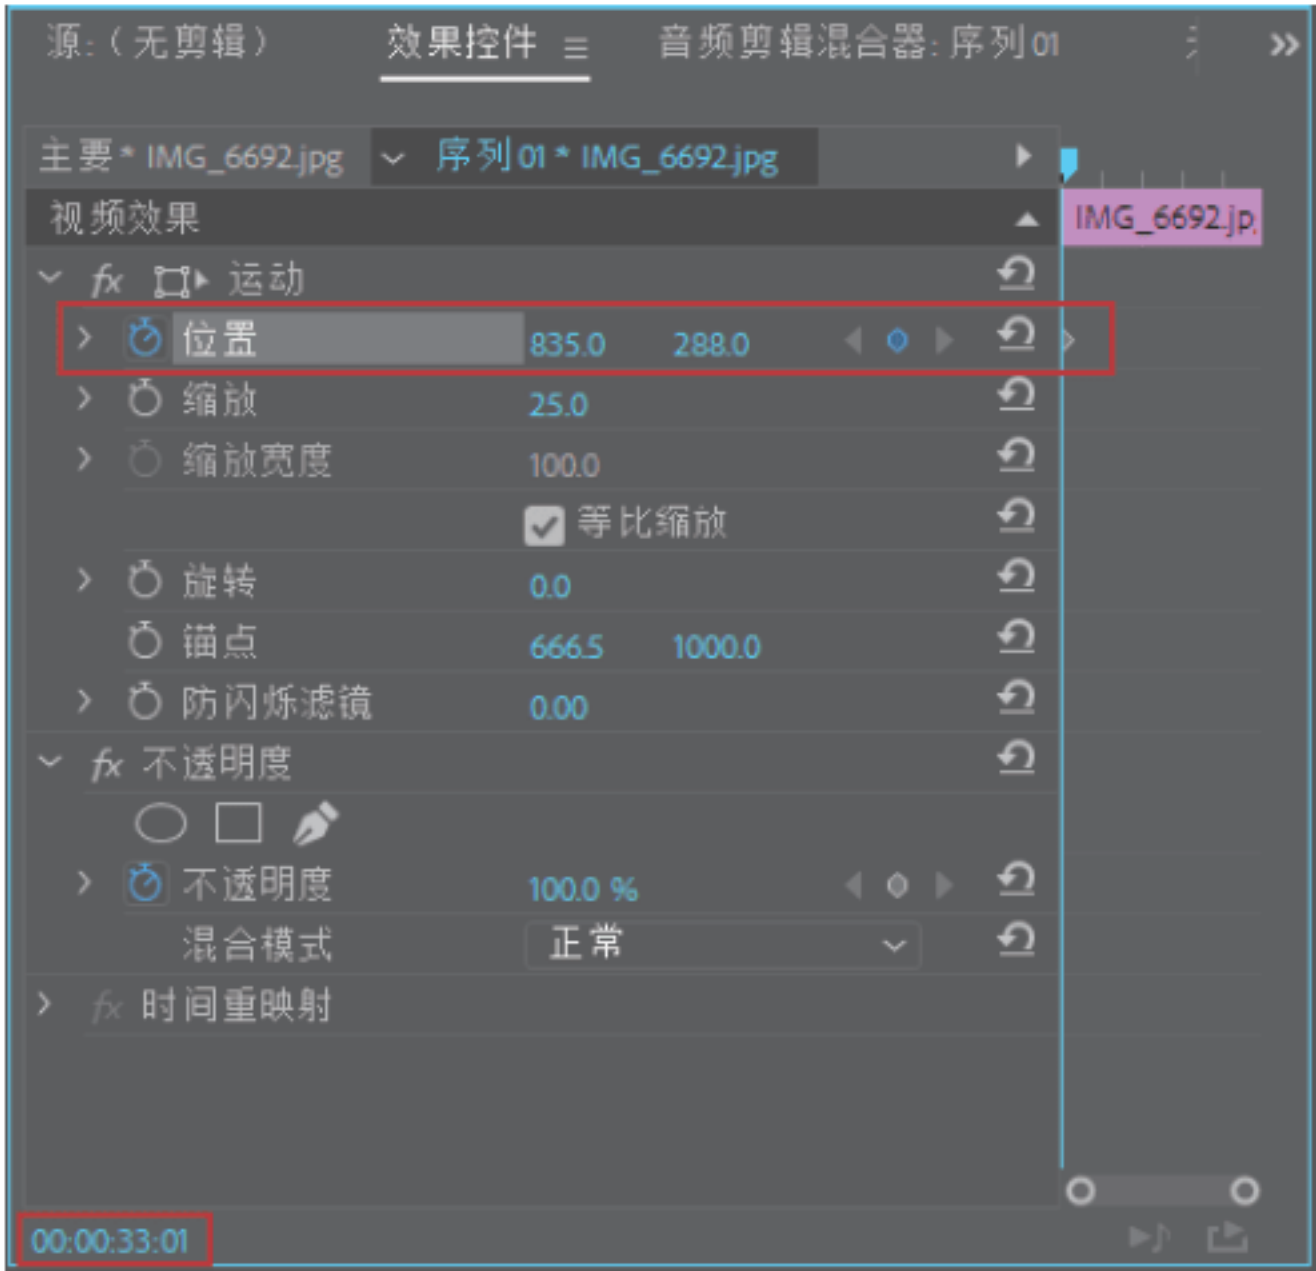 源:（无剪辑） 效果控件 音频剪辑混合器: 序列 01
主要 * IMG_6692.jpg 序列 01 * IMG_6692.jpg
视频效果 IMG_6692.jp
fx 运动
位置 835.0 288.0
缩放 25.0
缩放宽度 100.0
等比缩放
旋转 0.0
锚点 666.5 1000.0
防闪烁滤镜 0.00
fx 不透明度
不透明度 100.0 %
混合模式 正常
fx 时间重映射
00:00:33:01